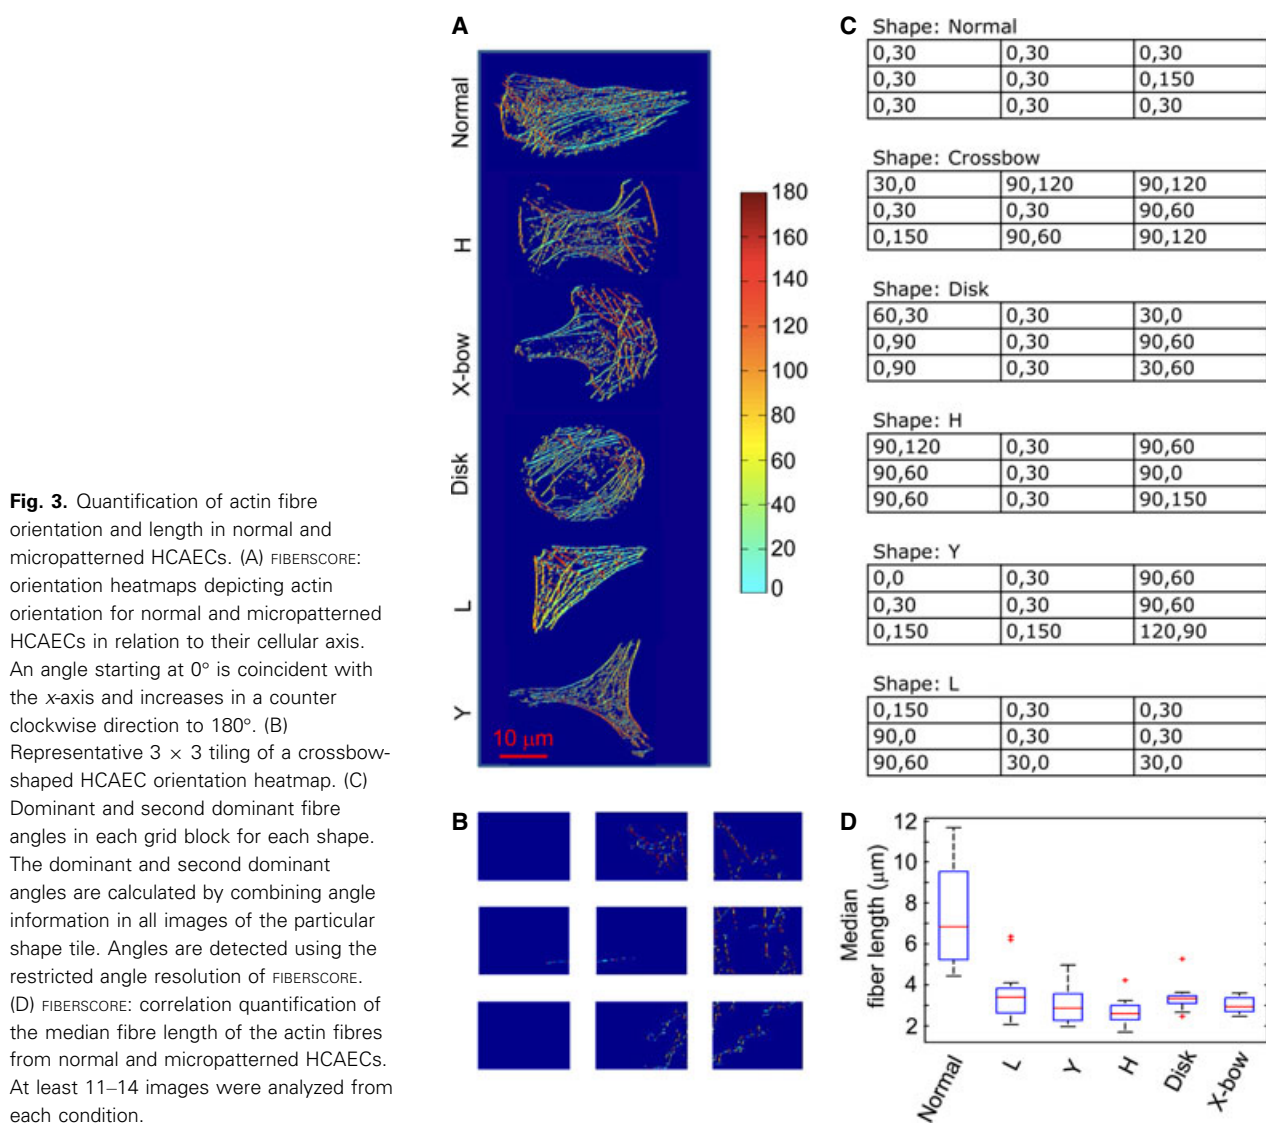 Fig. 3. Quantification of actin fibre
orientation and length in normal and
micropatterned HCAECs. (A) FIBERSCORE:
orientation heatmaps depicting actin
orientation for normal and micropatterned
HCAECs in relation to their cellular axis.
An angle starting at 0° is coincident with
the x-axis and increases in a counter
clockwise direction to 180°. (B)
Representative 3 × 3 tiling of a crossbow-
shaped HCAEC orientation heatmap. (C)
Dominant and second dominant fibre
angles in each grid block for each shape.
The dominant and second dominant
angles are calculated by combining angle
information in all images of the particular
shape tile. Angles are detected using the
restricted angle resolution of FIBERSCORE.
(D) FIBERSCORE: correlation quantification of
the median fibre length of the actin fibres
from normal and micropatterned HCAECs.
At least 11–14 images were analyzed from
each condition.
A
Normal
H
X-bow
Disk
L
Y
10 μm
180
160
140
120
100
80
60
40
20
0
B
C
Shape: Normal
0,30 0,30 0,30
0,30 0,30 0,150
0,30 0,30 0,30
Shape: Crossbow
30,0 90,120 90,120
0,30 0,30 90,60
0,150 90,60 90,120
Shape: Disk
60,30 0,30 30,0
0,90 0,30 90,60
0,90 0,30 30,60
Shape: H
90,120 0,30 90,60
90,60 0,30 90,0
90,60 0,30 90,150
Shape: Y
0,0 0,30 90,60
0,30 0,30 90,60
0,150 0,150 120,90
Shape: L
0,150 0,30 0,30
90,0 0,30 0,30
90,60 30,0 30,0
D
Median
fiber length (μm)
12
10
8
6
4
2
Normal
L
Y
H
Disk
X-bow